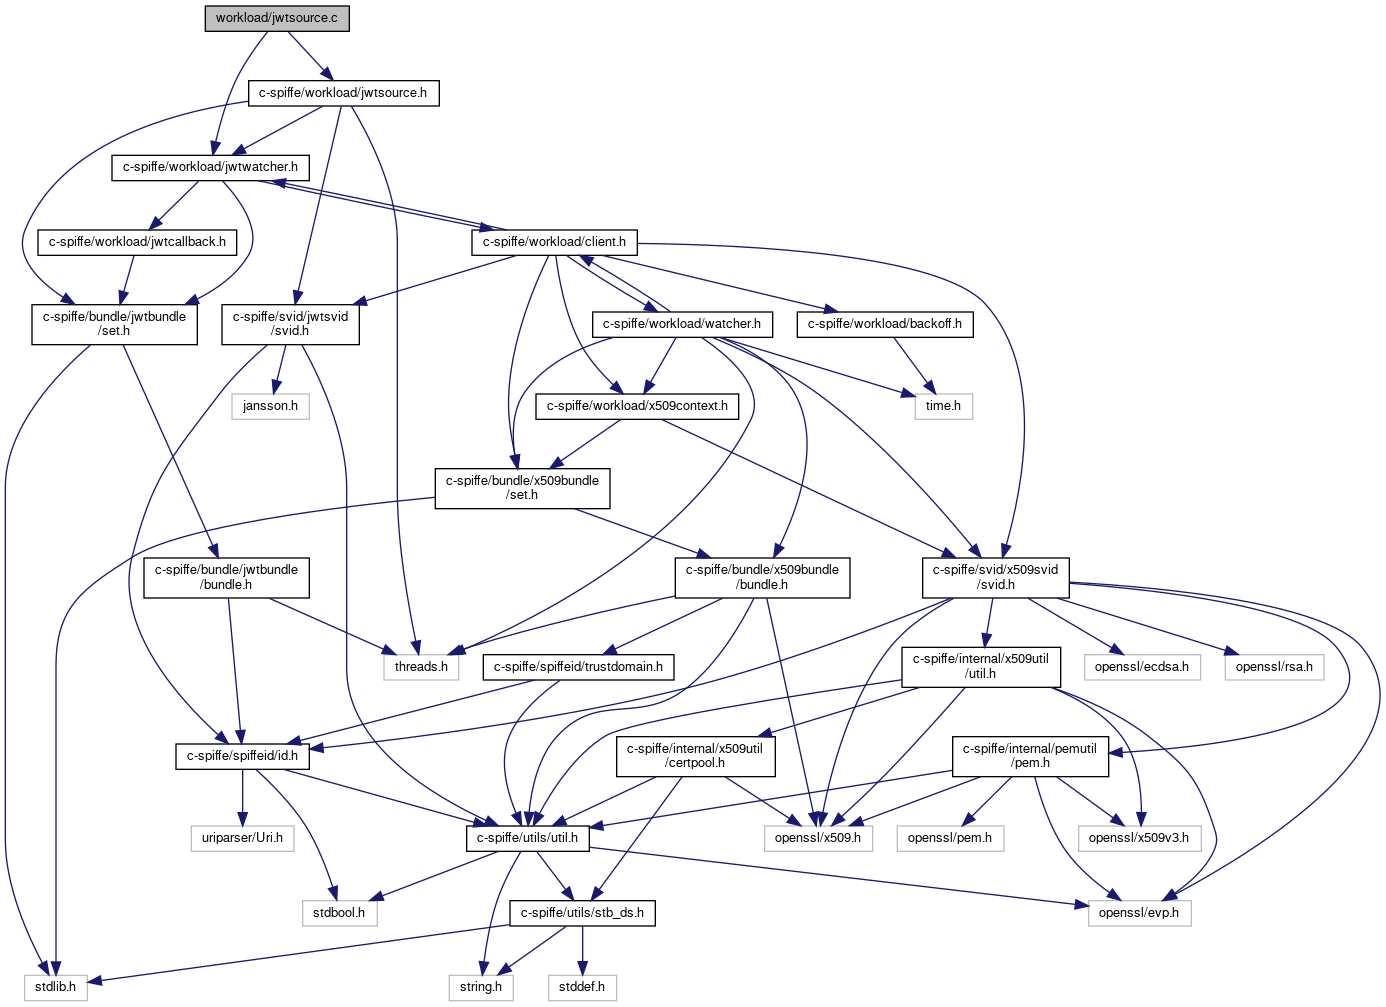 workload/jwtsource.c
c-spiffe/workload/jwtsource.h
c-spiffe/workload/jwtwatcher.h
c-spiffe/workload/jwtcallback.h
c-spiffe/workload/client.h
c-spiffe/bundle/jwtbundle
/set.h
c-spiffe/svid/jwtsvid
/svid.h
c-spiffe/workload/watcher.h
c-spiffe/workload/backoff.h
jansson.h
c-spiffe/workload/x509context.h
time.h
c-spiffe/bundle/x509bundle
/set.h
c-spiffe/bundle/jwtbundle
/bundle.h
c-spiffe/bundle/x509bundle
/bundle.h
c-spiffe/svid/x509svid
/svid.h
threads.h
c-spiffe/spiffeid/trustdomain.h
c-spiffe/internal/x509util
/util.h
openssl/ecdsa.h
openssl/rsa.h
c-spiffe/spiffeid/id.h
c-spiffe/internal/x509util
/certpool.h
c-spiffe/internal/pemutil
/pem.h
uriparser/Uri.h
c-spiffe/utils/util.h
openssl/x509.h
openssl/pem.h
openssl/x509v3.h
stdbool.h
c-spiffe/utils/stb_ds.h
openssl/evp.h
stdlib.h
string.h
stddef.h